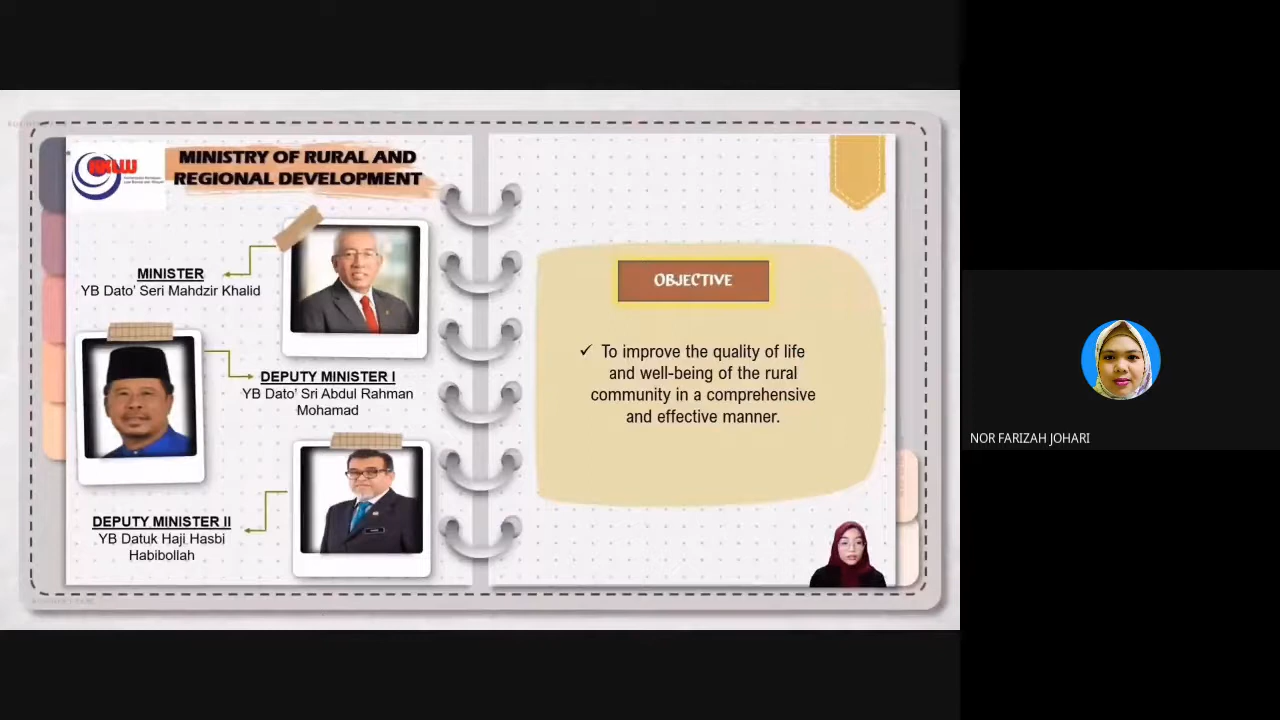 KKLW
MINISTRY OF RURAL AND
REGIONAL DEVELOPMENT
MINISTER
YB Dato' Seri Mahdzir Khalid
DEPUTY MINISTER I
YB Dato' Sri Abdul Rahman
Mohamad
DEPUTY MINISTER II
YB Datuk Haji Hasbi
Habibollah
OBJECTIVE
✓ To improve the quality of life
and well-being of the rural
community in a comprehensive
and effective manner.
NOR FARIZAH JOHARI